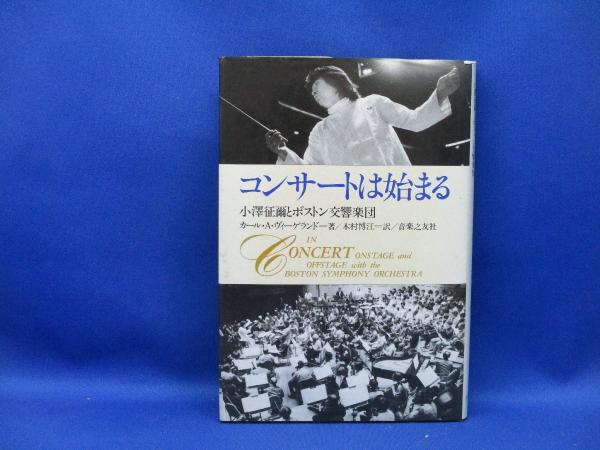 コンサートは始まる
小澤征爾とボストン交響楽団
カール・A・ヴィーゲランド―著/木村博江―訳/音楽之友社
IN
CONCERT ONSTAGE and
OFFSTAGE with the
BOSTON SYMPHONY ORCHESTRA